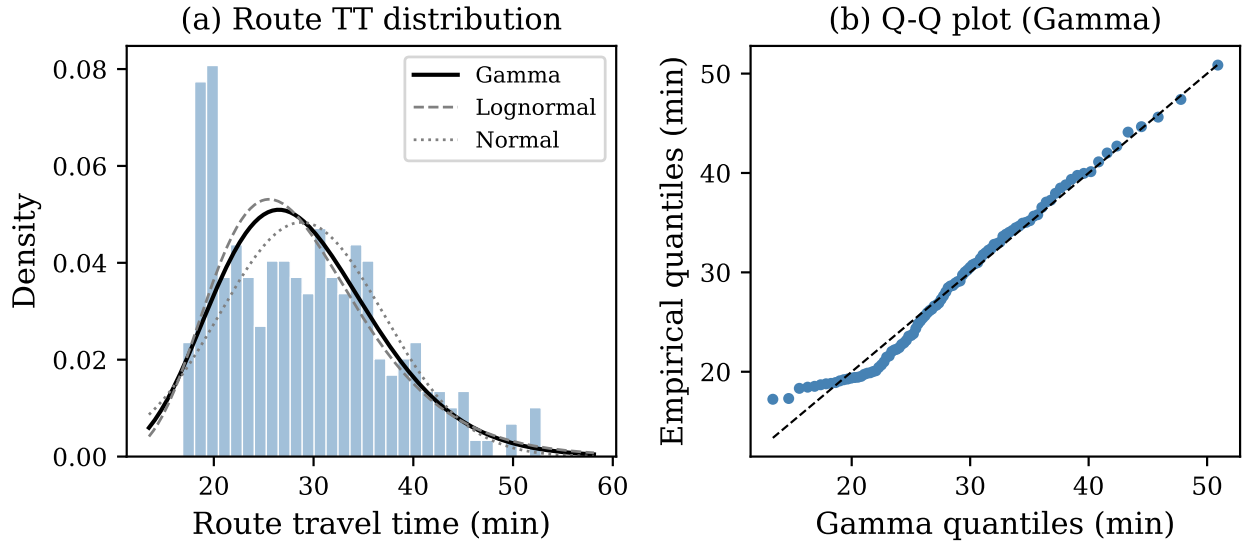 (a) Route TT distribution
0.08
0.06
0.04
0.02
0.00
Density
Gamma
Lognormal
Normal
20
30
40
50
60
Route travel time (min)
(b) Q-Q plot (Gamma)
50
40
30
20
Empirical quantiles (min)
20
30
40
50
Gamma quantiles (min)